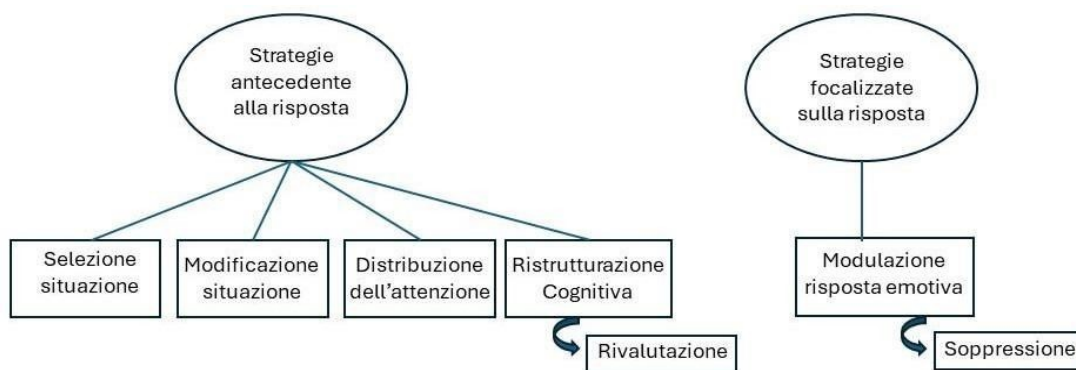 Strategie
antecedente
alla risposta
Strategie
focalizzate
sulla risposta
Selezione
situazione
Modificazione
situazione
Distribuzione
dell'attenzione
Ristrutturazione
Cognitiva
Modulazione
risposta emotiva
Rivalutazione
Soppressione